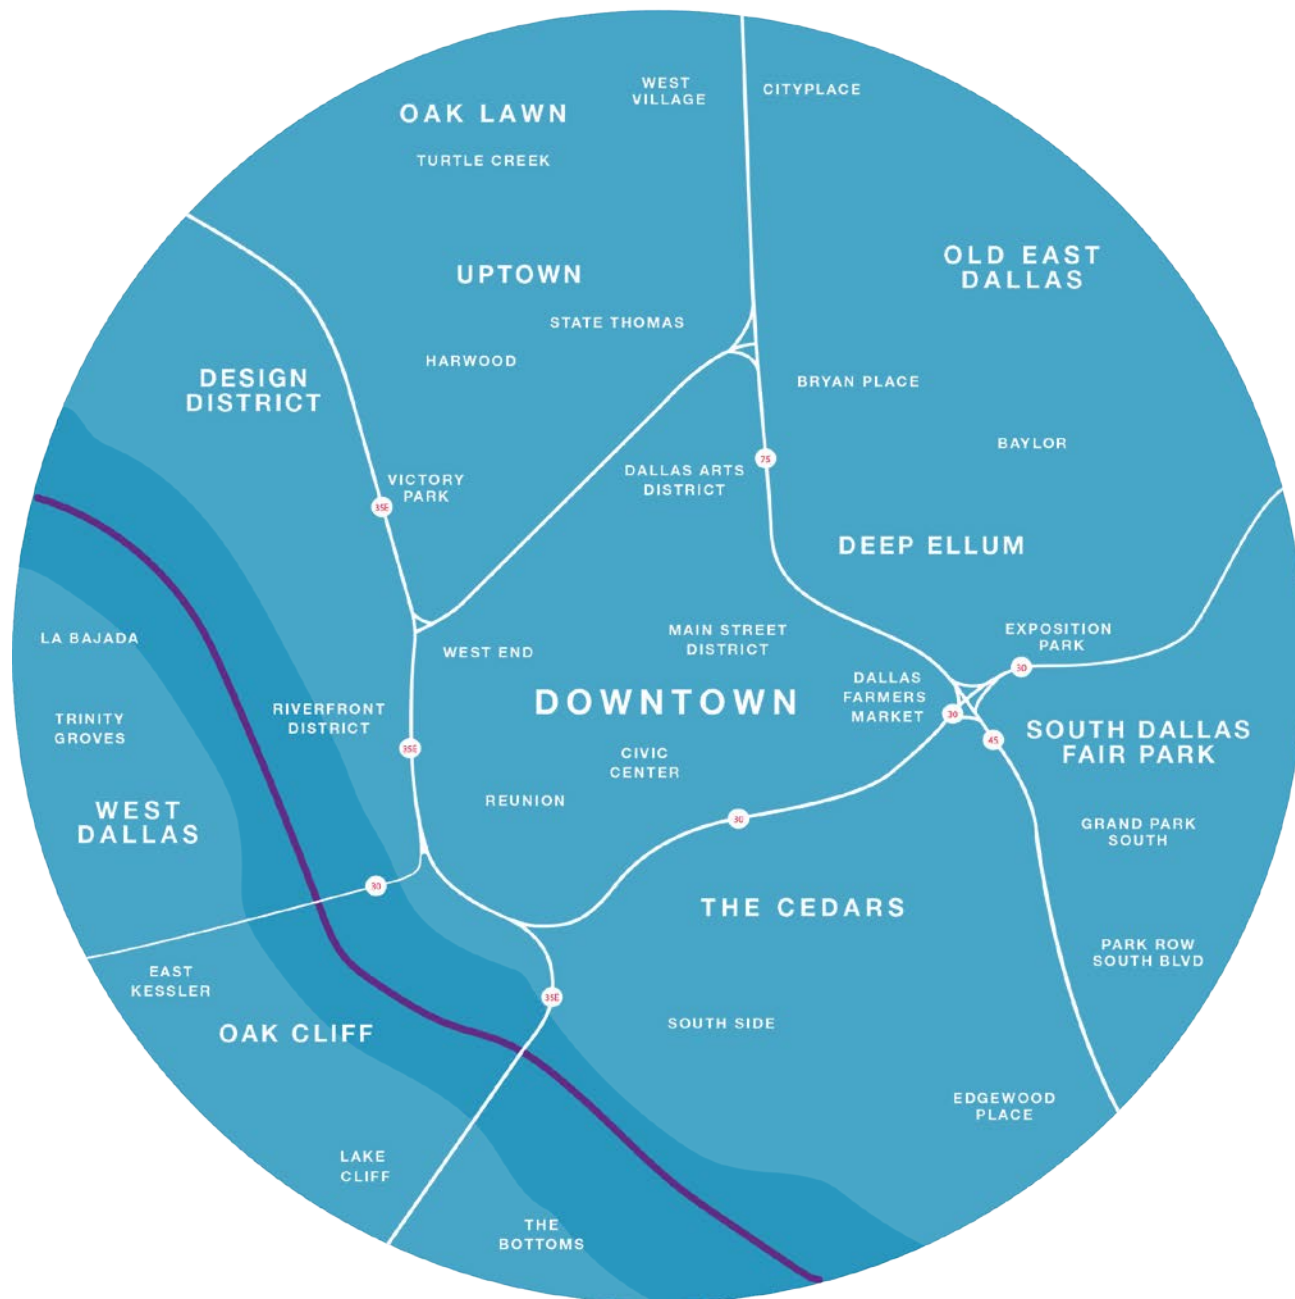 WEST
VILLAGE
CITYPLACE
OAK LAWN
TURTLE CREEK
OLD EAST
DALLAS
UPTOWN
STATE THOMAS
HARWOOD
DESIGN
DISTRICT
BRYAN PLACE
BAYLOR
75
DALLAS ARTS
DISTRICT
VICTORY
PARK
35E
DEEP ELLUM
LA BAJADA
WEST END
MAIN STREET
DISTRICT
EXPOSITION
PARK
30
DALLAS
FARMERS
MARKET
30
DOWNTOWN
RIVERFRONT
DISTRICT
TRINITY
GROVES
SOUTH DALLAS
FAIR PARK
45
35E
CIVIC
CENTER
REUNION
WEST
DALLAS
30
GRAND PARK
SOUTH
30
THE CEDARS
PARK ROW
SOUTH BLVD
EAST
KESSLER
35E
OAK CLIFF
SOUTH SIDE
EDGEWOOD
PLACE
LAKE
CLIFF
THE
BOTTOMS